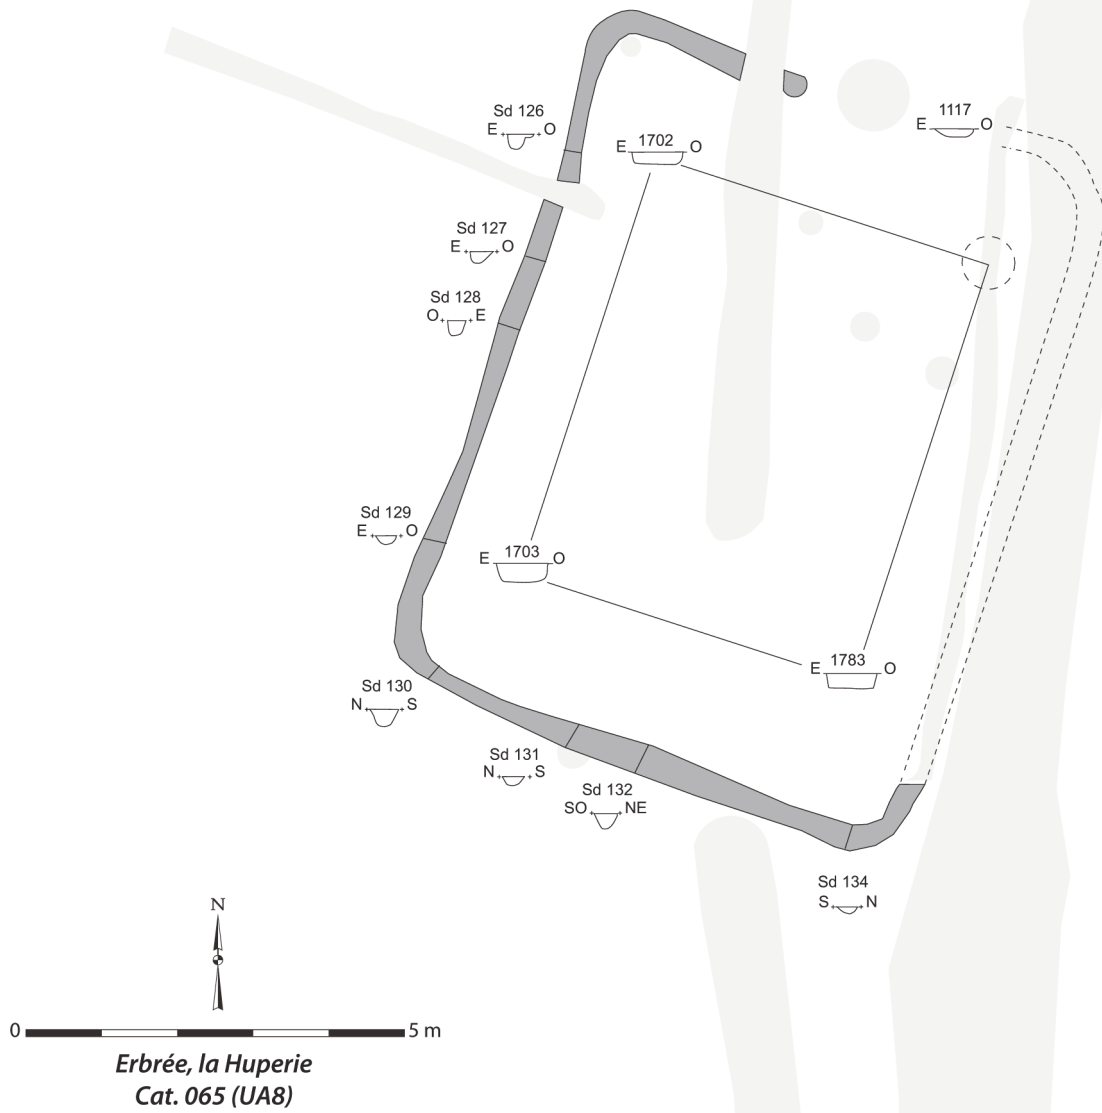 Sd 126
E O
1702
E O
1117
E O
Sd 127
E O
Sd 128
O E
Sd 129
E O
1703
E O
1783
E O
Sd 130
N S
Sd 131
N S
Sd 132
SO NE
Sd 134
S N
N
0 5 m
Erbrée, la Huperie
Cat. 065 (UA8)